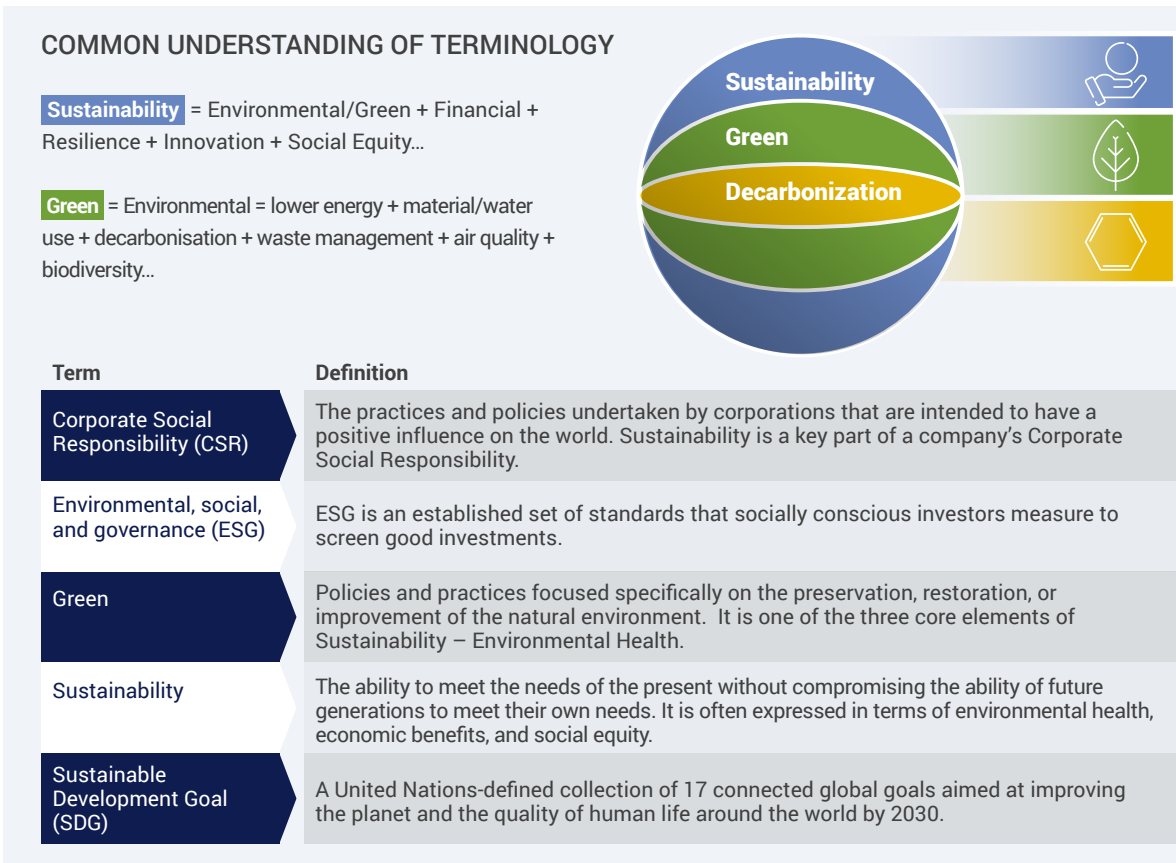 COMMON UNDERSTANDING OF TERMINOLOGY
Sustainability = Environmental/Green + Financial +
Resilience + Innovation + Social Equity...
Green = Environmental = lower energy + material/water
use + decarbonisation + waste management + air quality +
biodiversity...
Sustainability
Green
Decarbonization
Term
Definition
Corporate Social
Responsibility (CSR)
The practices and policies undertaken by corporations that are intended to have a
positive influence on the world. Sustainability is a key part of a company’s Corporate
Social Responsibility.
Environmental, social,
and governance (ESG)
ESG is an established set of standards that socially conscious investors measure to
screen good investments.
Green
Policies and practices focused specifically on the preservation, restoration, or
improvement of the natural environment.  It is one of the three core elements of
Sustainability – Environmental Health.
Sustainability
The ability to meet the needs of the present without compromising the ability of future
generations to meet their own needs. It is often expressed in terms of environmental health,
economic benefits, and social equity.
Sustainable
Development Goal
(SDG)
A United Nations-defined collection of 17 connected global goals aimed at improving
the planet and the quality of human life around the world by 2030.